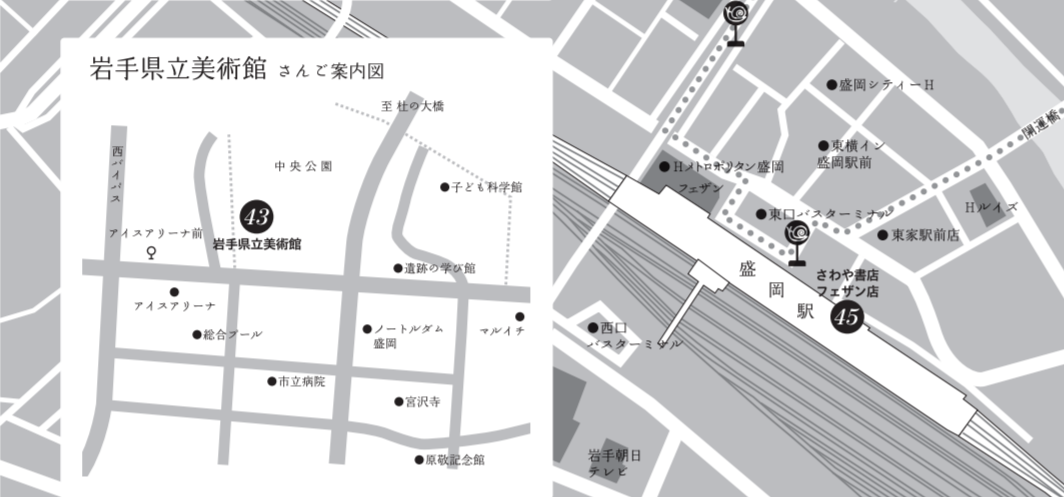 岩手県立美術館 さんご案内図
至 杜の大橋
西バイパス
中央公園
子ども科学館
43
岩手県立美術館
アイスアリーナ前
遺跡の学び館
アイスアリーナ
総合プール
ノートルダム
盛岡
マルイチ
市立病院
宮沢寺
原敬記念館
盛岡シティーH
開運橋
東横イン
盛岡駅前
Hメトロポリタン盛岡
フェザン
東口バスターミナル
Hルイズ
東家駅前店
盛岡駅
さわや書店
フェザン店
45
西口
バスターミナル
岩手朝日
テレビ